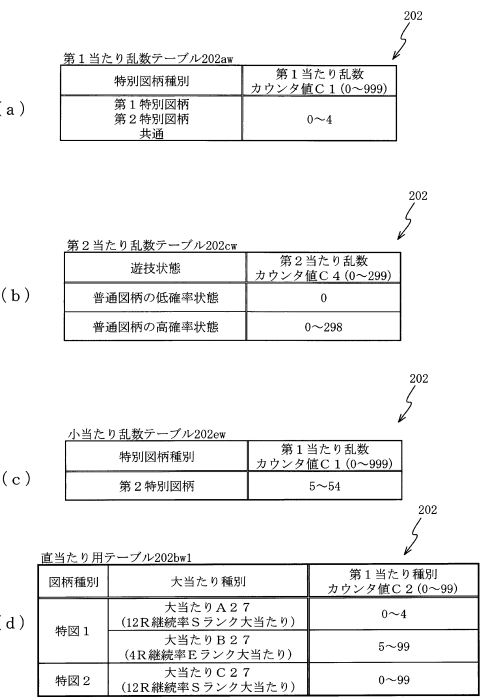 202
第１当たり乱数テーブル202aw
特別図柄種別
第１当たり乱数
カウンタ値Ｃ１(0～999)
(a)
第１特別図柄
第２特別図柄
共通
0～4
202
第２当たり乱数テーブル202cw
遊技状態
第２当たり乱数
カウンタ値Ｃ４(0～299)
(b)
普通図柄の低確率状態
0
普通図柄の高確率状態
0～298
202
小当たり乱数テーブル202ew
特別図柄種別
第１当たり乱数
カウンタ値Ｃ１(0～999)
(c)
第２特別図柄
5～54
202
直当たり用テーブル202bw1
図柄種別
大当たり種別
第１当たり種別
カウンタ値Ｃ２(0～99)
(d)
特図１
大当たりＡ２７
(12R継続率Ｓランク大当たり)
0～4
大当たりＢ２７
(4R継続率Ｅランク大当たり)
5～99
特図２
大当たりＣ２７
(12R継続率Ｓランク大当たり)
0～99